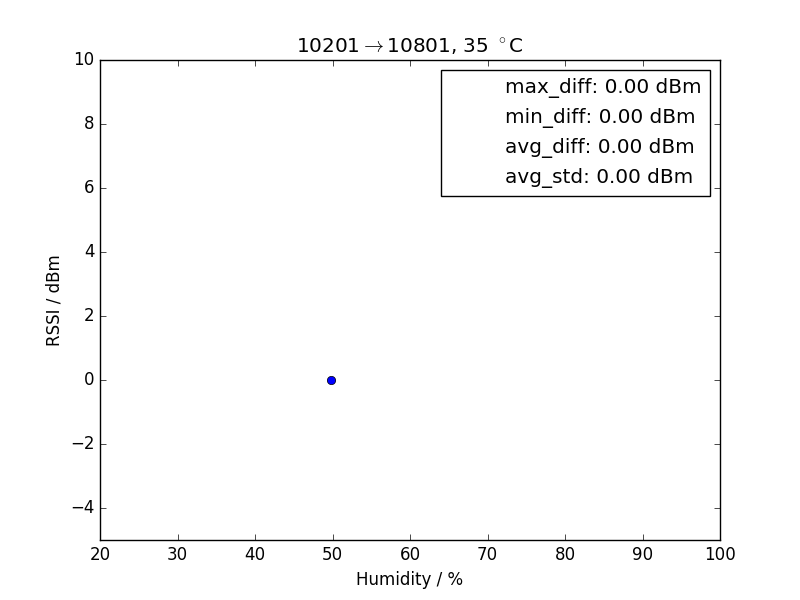 10201→10801, 35 °C
max_diff: 0.00 dBm
min_diff: 0.00 dBm
avg_diff: 0.00 dBm
avg_std: 0.00 dBm
RSSI / dBm
10
8
6
4
2
0
−2
−4
20 30 40 50 60 70 80 90 100
Humidity / %